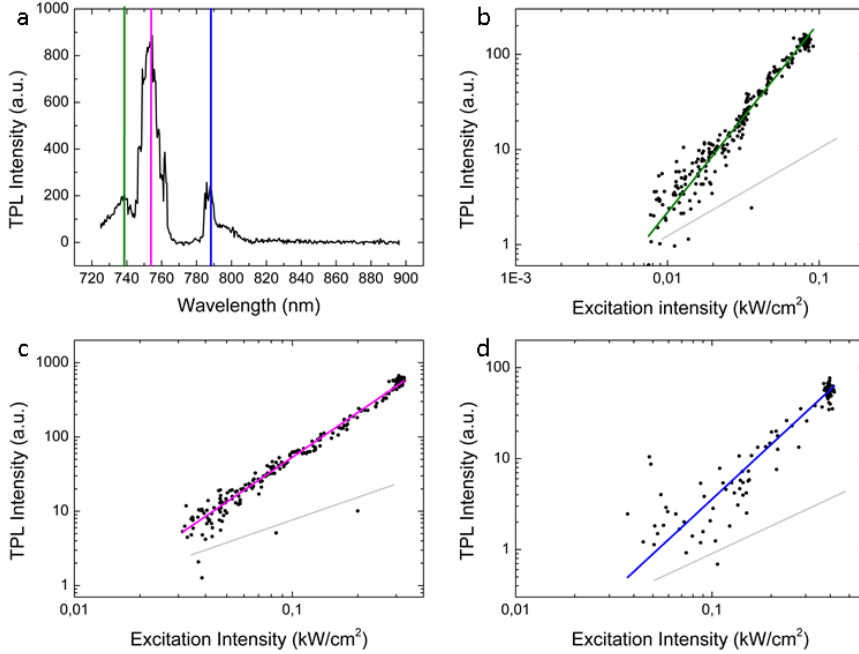 a
1000
800
600
400
200
0
TPL Intensity (a.u.)
720 740 760 780 800 820 840 860 880 900
Wavelength (nm)
b
100
10
1
TPL Intensity (a.u.)
1E-3 0,01 0,1
Excitation intensity (kW/cm²)
c
1000
100
10
1
TPL Intensity (a.u.)
0,01 0,1
Excitation Intensity (kW/cm²)
d
100
10
1
TPL Intensity (a.u.)
0,01 0,1
Excitation Intensity (kW/cm²)